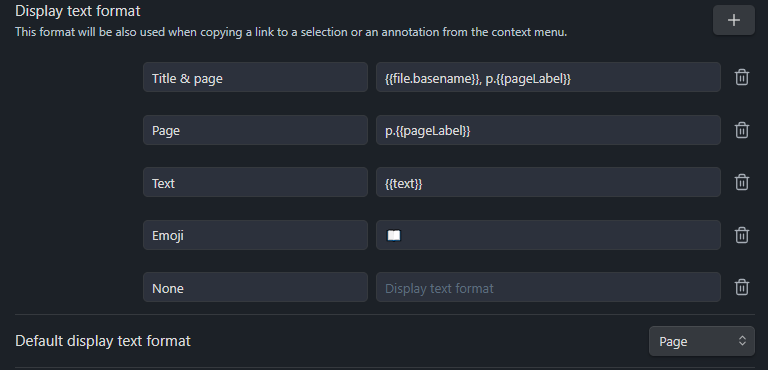 Display text format
This format will be also used when copying a link to a selection or an annotation from the context menu.
Title & page
{{file.basename}}, p.{{pageLabel}}
Page
p.{{pageLabel}}
Text
{{text}}
Emoji
📖
None
Display text format
Default display text format
Page